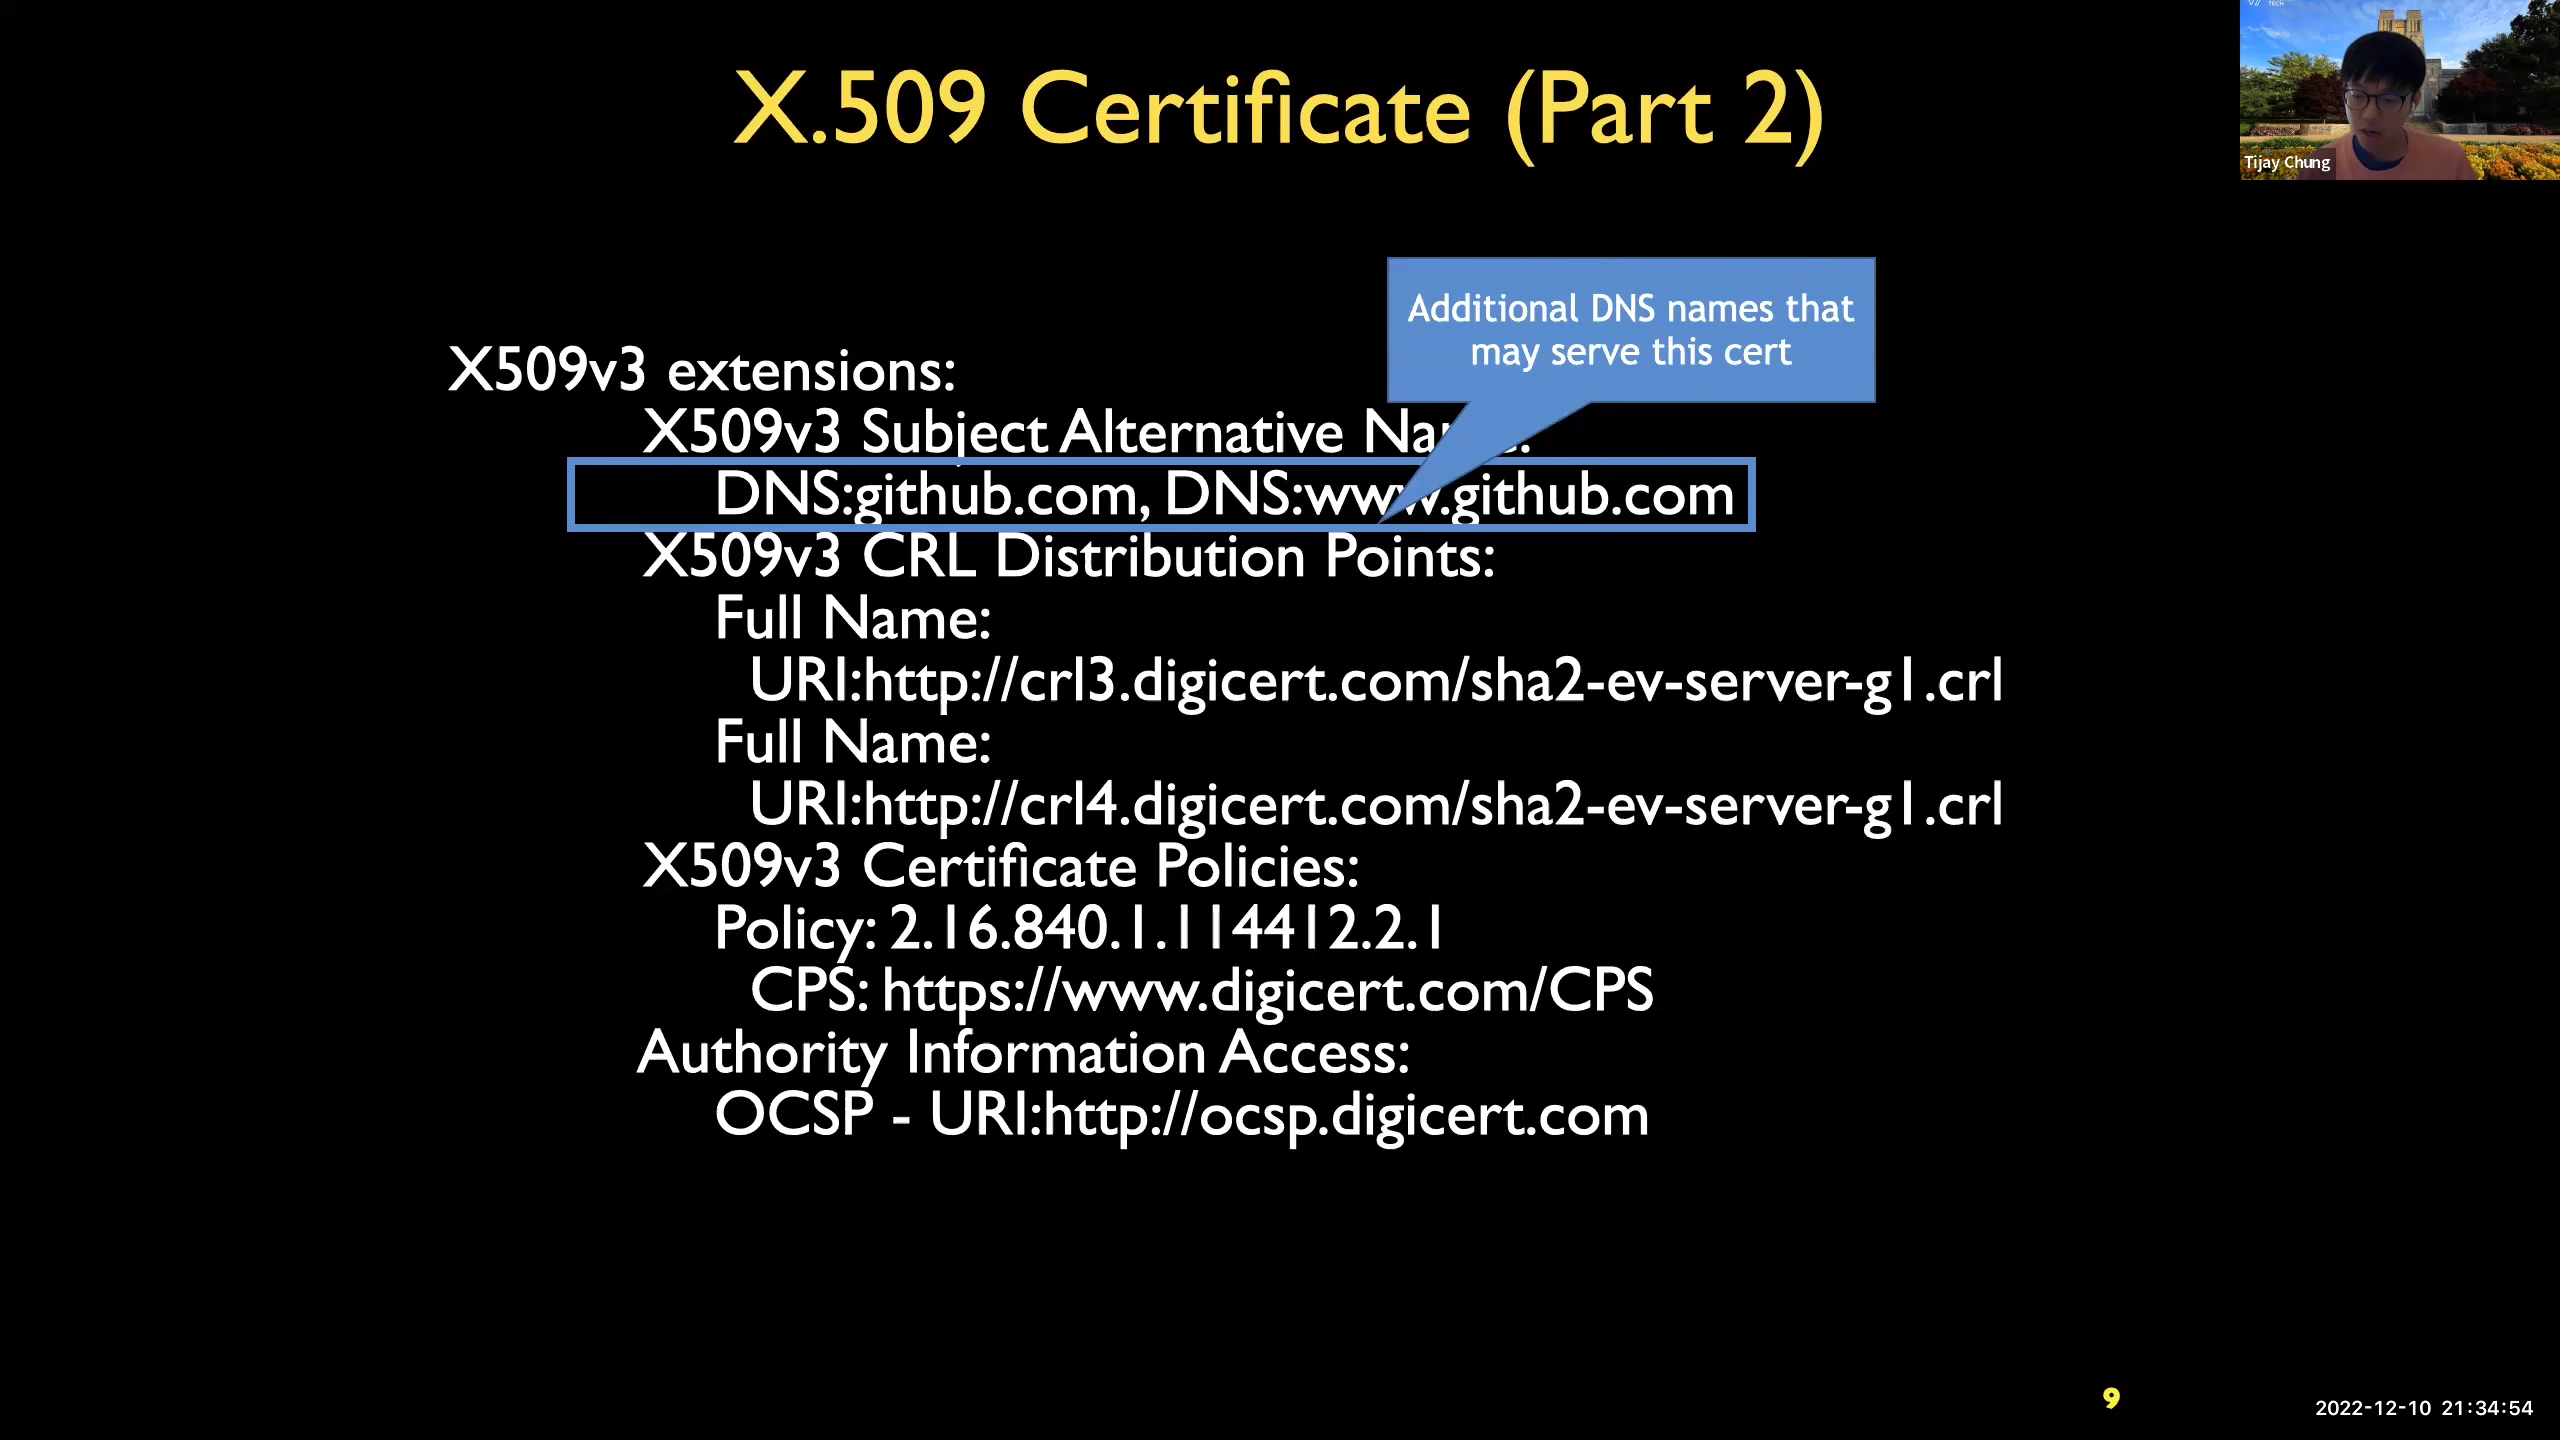 TECH
X.509 Certificate (Part 2)
Tijay Chung
Additional DNS names that
may serve this cert
X509v3 extensions:
X509v3 Subject Alternative
DNS:github.com, DNS:www.github.com
X509v3 CRL Distribution Points:
Full Name:
URI:http://crl3.digicert.com/sha2-ev-server-g1.crl
Full Name:
URI:http://crl4.digicert.com/sha2-ev-server-g1.crl
X509v3 Certificate Policies:
Policy: 2.16.840.1.114412.2.1
CPS: https://www.digicert.com/CPS
Authority Information Access:
OCSP - URI:http://ocsp.digicert.com
9
2022-12-10 21:34:54